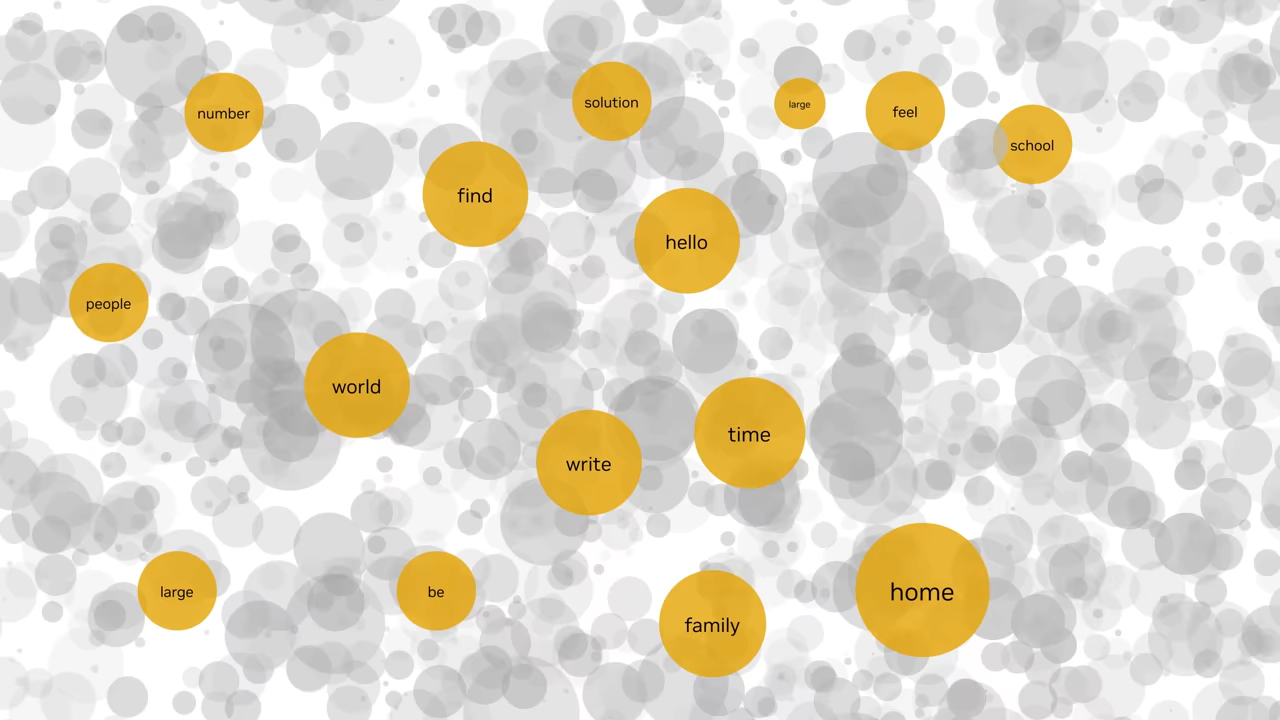 number
solution
large
feel
school
find
hello
people
world
time
write
large
be
home
family